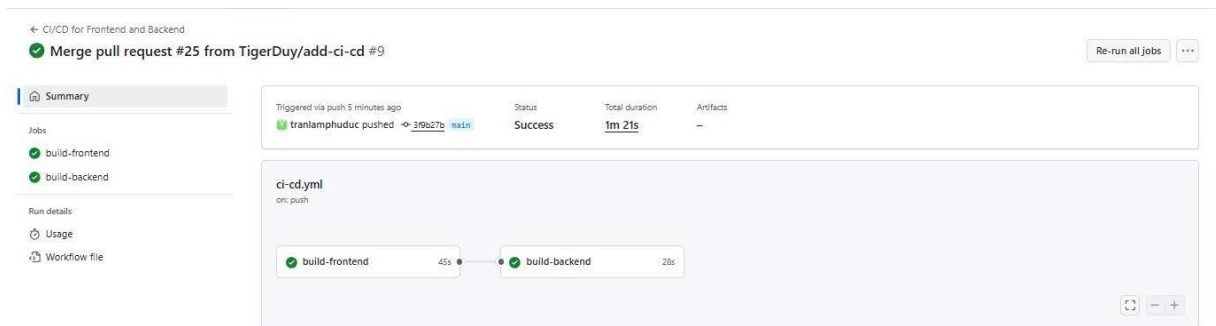 ← CI/CD for Frontend and Backend
Merge pull request #25 from TigerDuy/add-ci-cd #9
Re-run all jobs
Summary
Jobs
build-frontend
build-backend
Run details
Usage
Workflow file
Triggered via push 5 minutes ago
tranlamphuduc pushed 3f9b27b main
Status
Success
Total duration
1m 21s
Artifacts
–
ci-cd.yml
on: push
build-frontend 45s
build-backend 28s